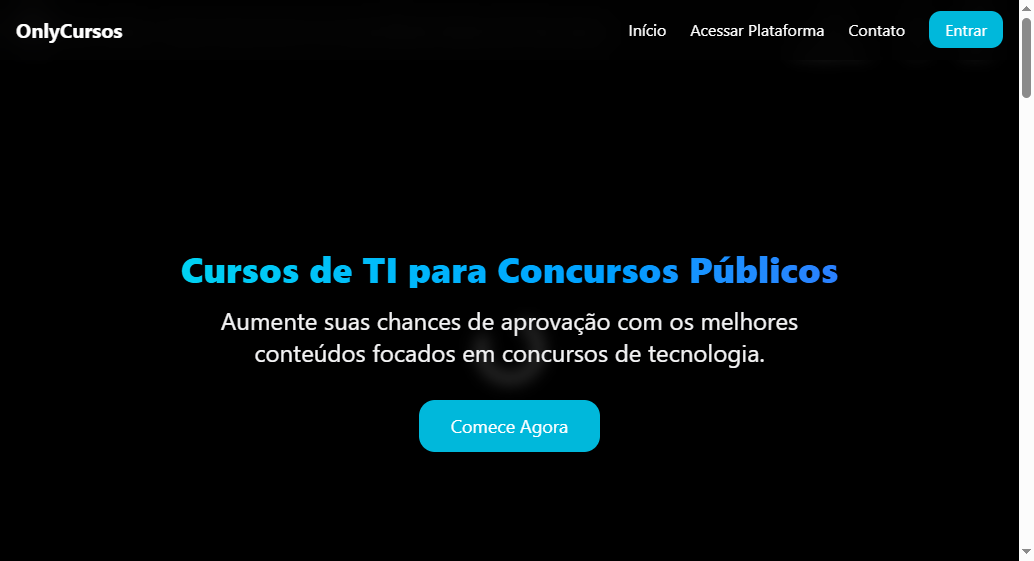 OnlyCursos
Início
Acessar Plataforma
Contato
Entrar
Cursos de TI para Concursos Públicos
Aumente suas chances de aprovação com os melhores
conteúdos focados em concursos de tecnologia.
Comece Agora